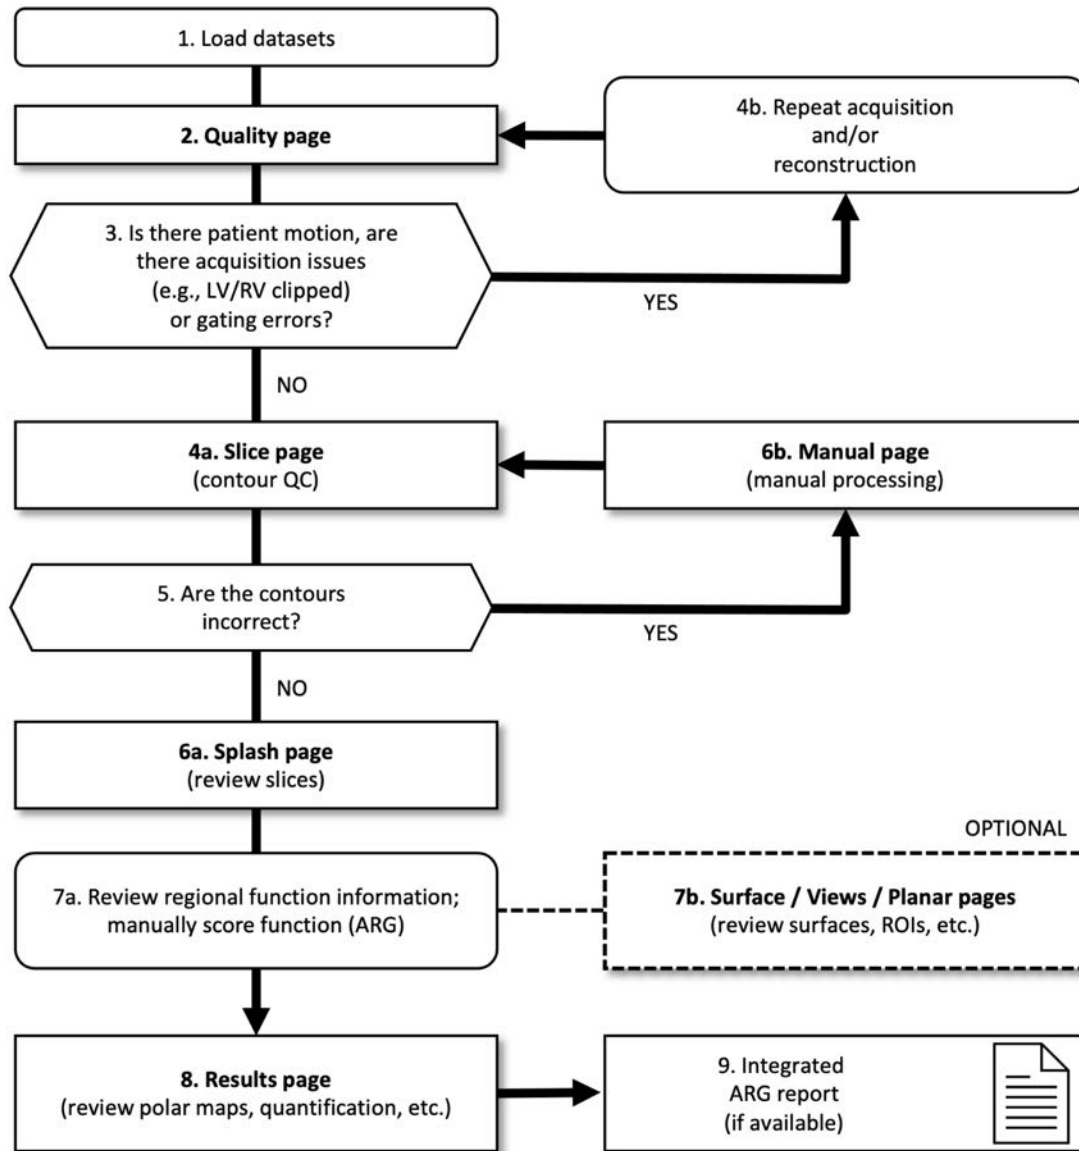 1. Load datasets
2. Quality page
4b. Repeat acquisition
and/or
reconstruction
3. Is there patient motion, are
there acquisition issues
(e.g., LV/RV clipped)
or gating errors?
YES
NO
4a. Slice page
(contour QC)
6b. Manual page
(manual processing)
5. Are the contours
incorrect?
YES
NO
6a. Splash page
(review slices)
OPTIONAL
7a. Review regional function information;
manually score function (ARG)
7b. Surface / Views / Planar pages
(review surfaces, ROIs, etc.)
8. Results page
(review polar maps, quantification, etc.)
9. Integrated
ARG report
(if available)